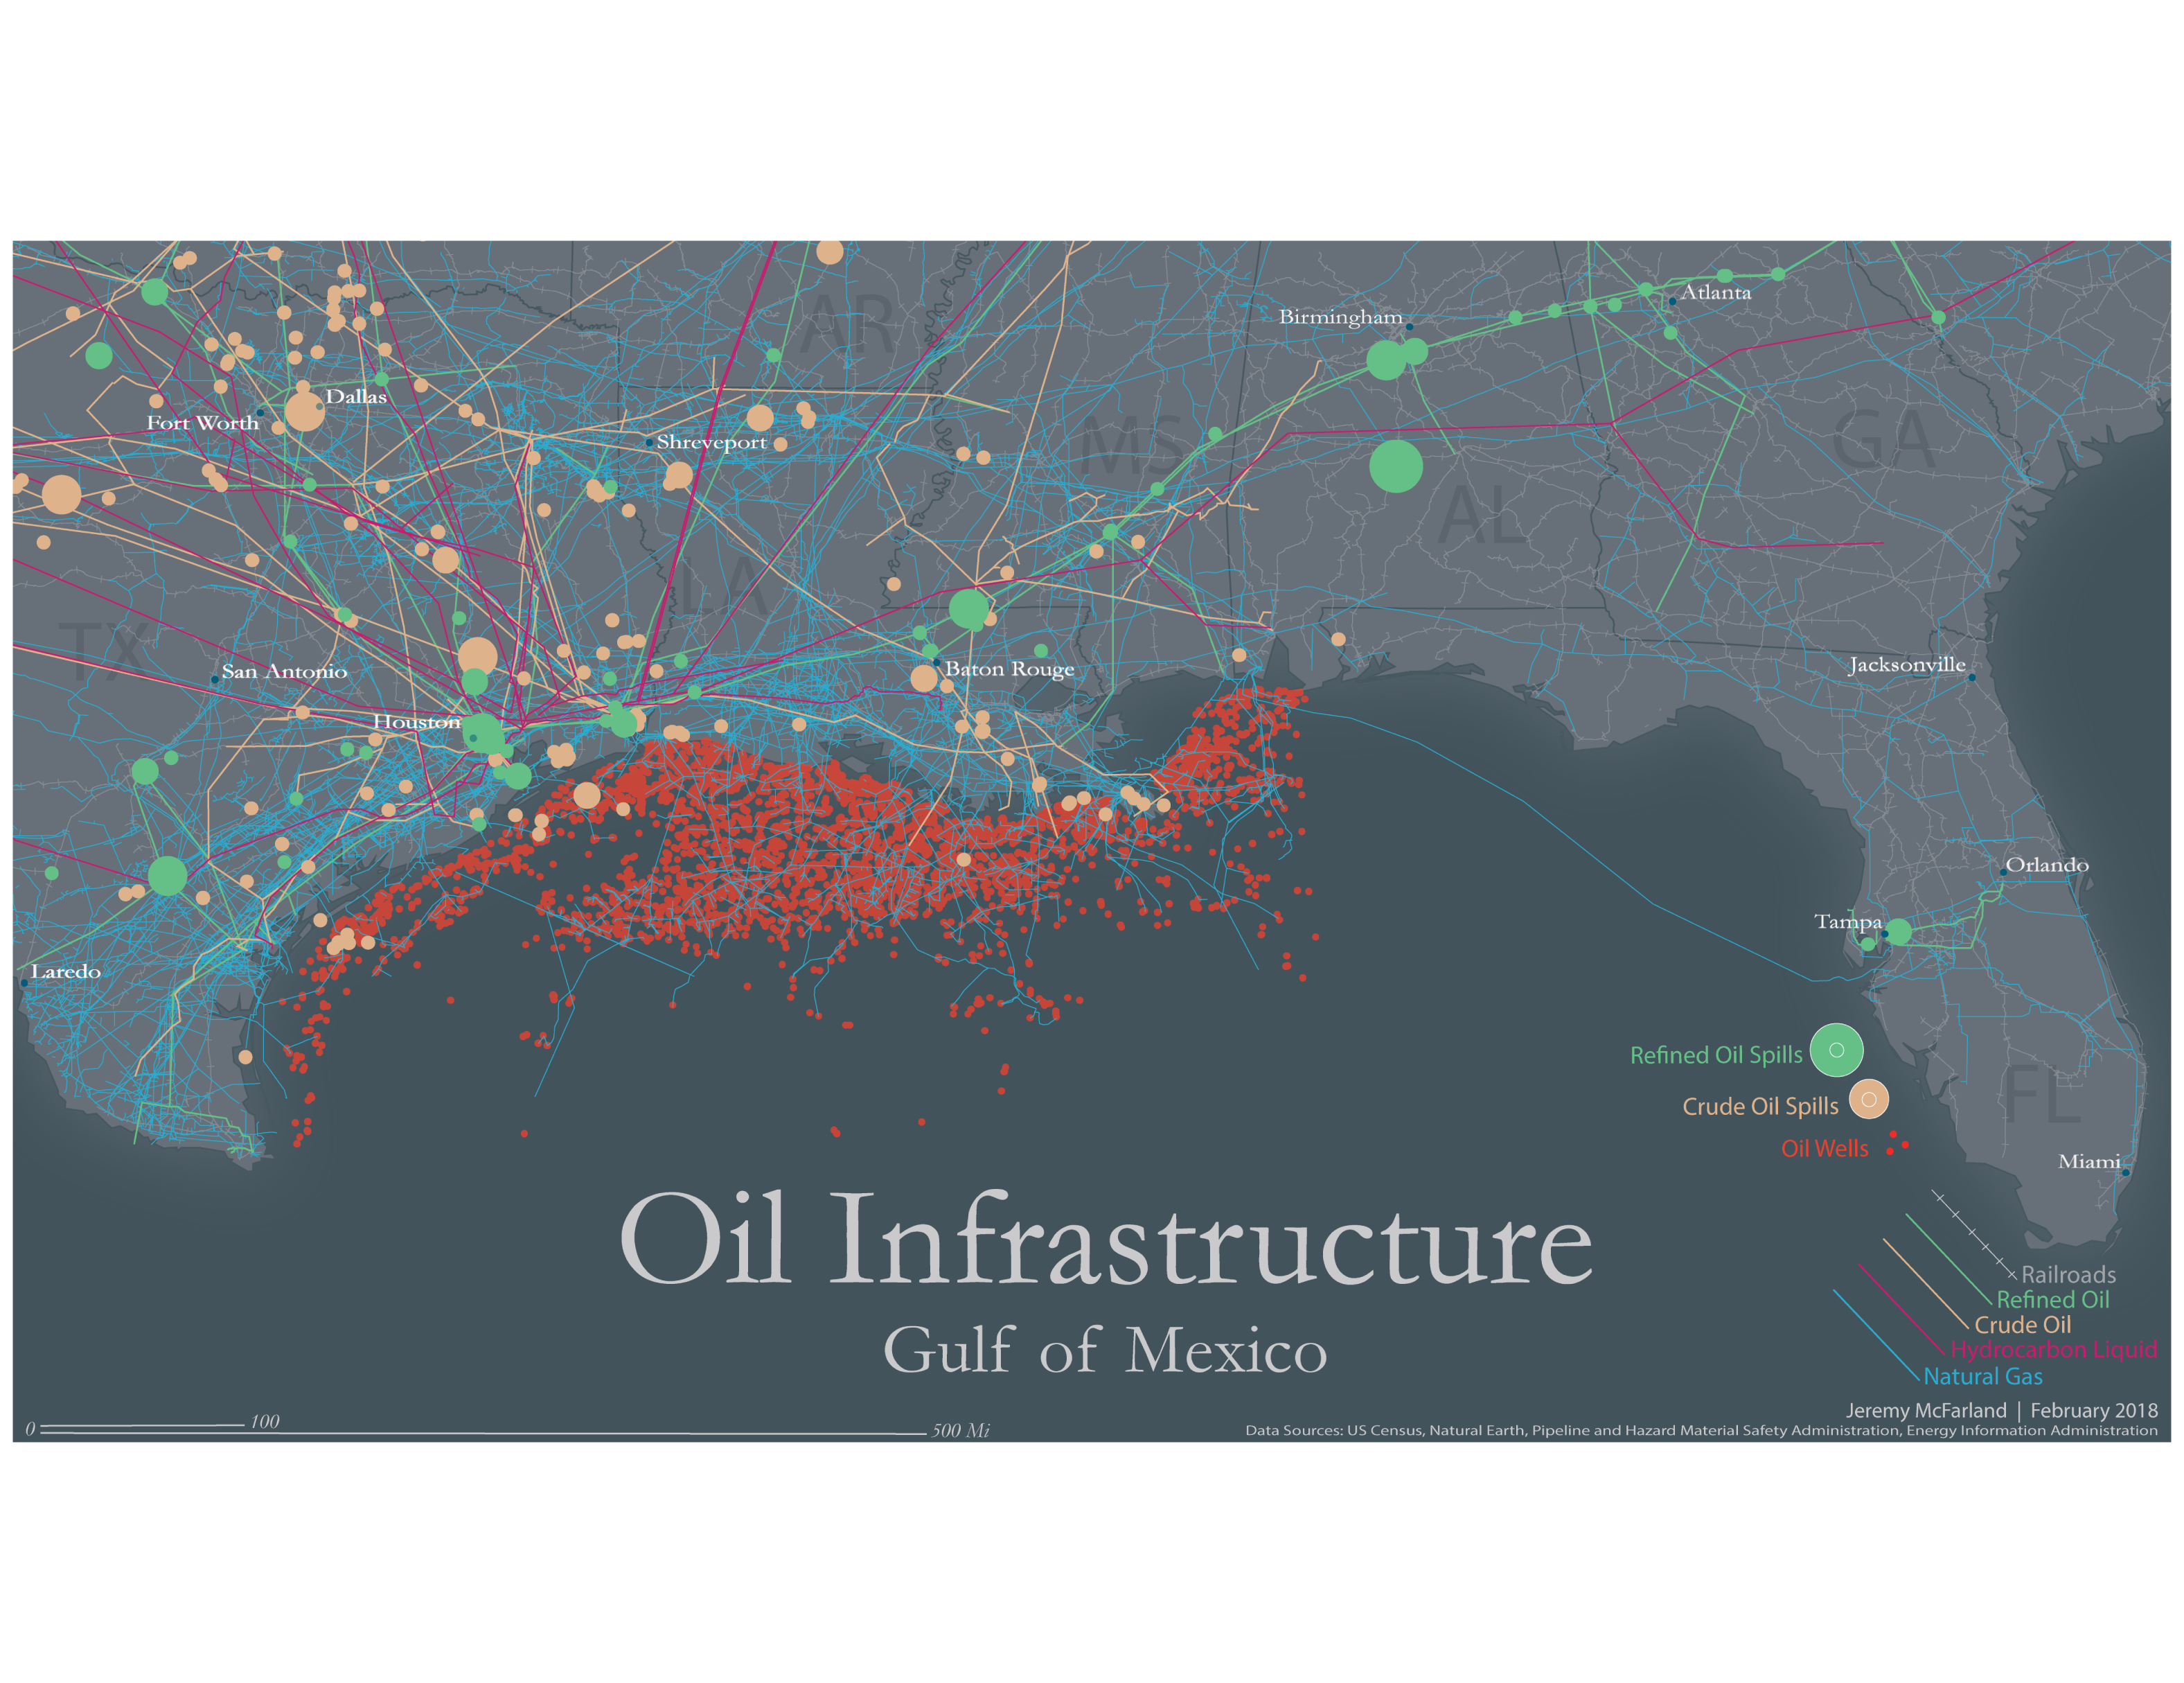 AR
Atlanta
Birmingham
Dallas
Fort Worth
Shreveport
MS
GA
AL
LA
TX
San Antonio
Baton Rouge
Jacksonville
Houston
Orlando
Tampa
Laredo
Refined Oil Spills
Crude Oil Spills
FL
Oil Wells
Miami
Oil Infrastructure
Gulf of Mexico
Railroads
Refined Oil
Crude Oil
Hydrocarbon Liquid
Natural Gas
0 100
500 Mi
Jeremy McFarland | February 2018
Data Sources: US Census, Natural Earth, Pipeline and Hazard Material Safety Administration, Energy Information Administration